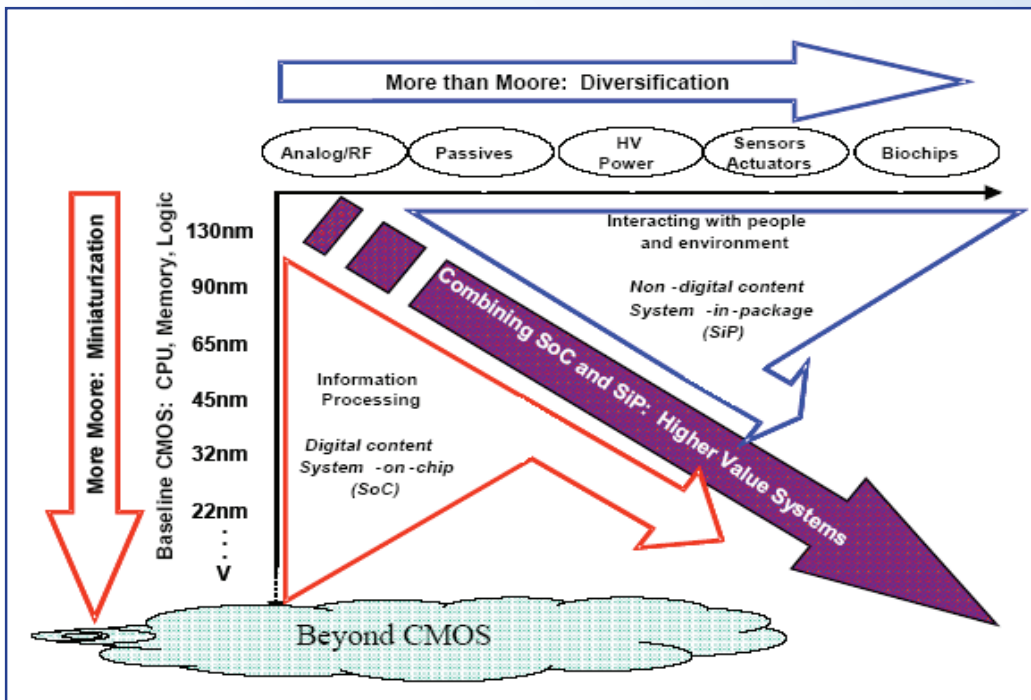 More than Moore: Diversification
Analog/RF
Passives
HV
Power
Sensors
Actuators
Biochips
More Moore: Miniaturization
Baseline CMOS: CPU, Memory, Logic
130nm
90nm
65nm
45nm
32nm
22nm
.
.
.
V
Interacting with people
and environment
Non -digital content
System -in-package
(SiP)
Combining SoC and SiP: Higher Value Systems
Information
Processing
Digital content
System -on-chip
(SoC)
Beyond CMOS